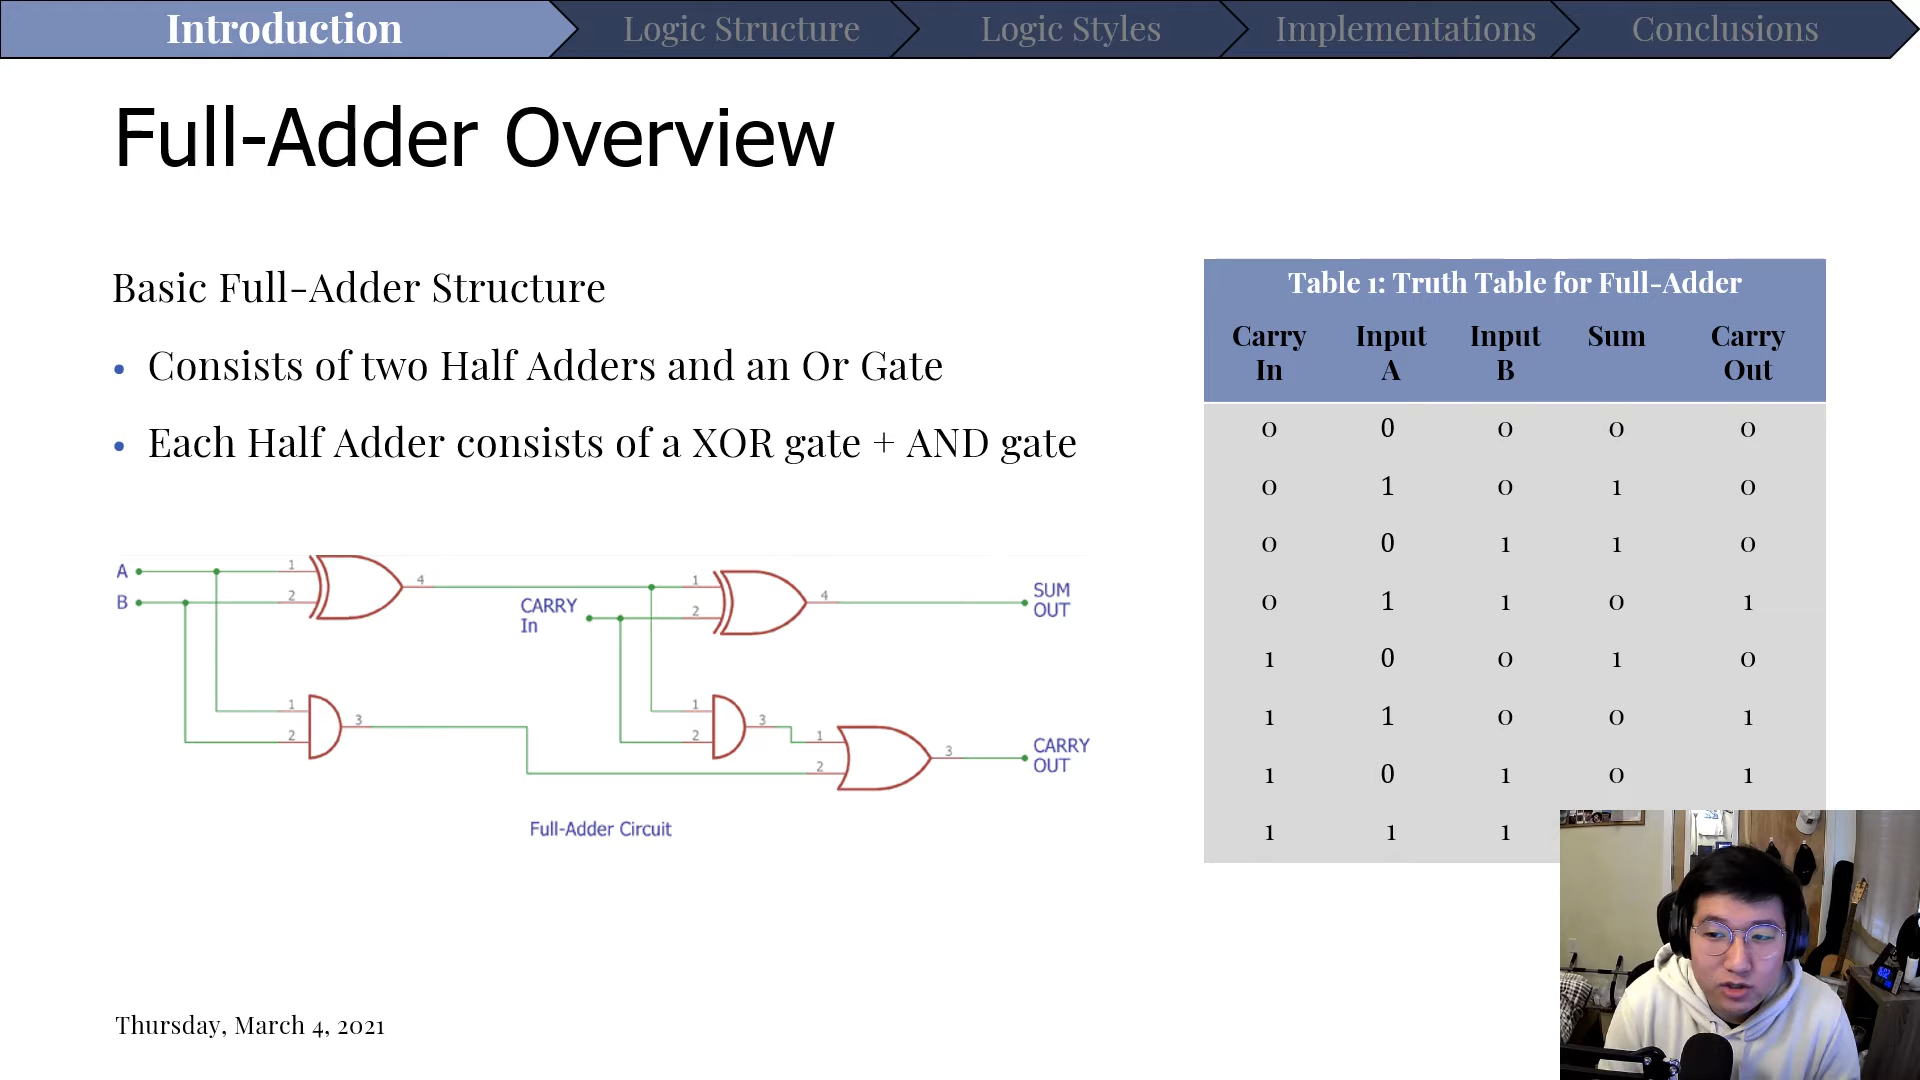 Introduction
Logic Structure
Logic Styles
Implementations
Conclusions
Full-Adder Overview
Basic Full-Adder Structure
• Consists of two Half Adders and an Or Gate
• Each Half Adder consists of a XOR gate + AND gate
A
B
1
2
4
CARRY
In
1
2
4
SUM
OUT
1
2
3
1
2
3
1
2
3
CARRY
OUT
Full-Adder Circuit
Table 1: Truth Table for Full-Adder
Carry In Input A Input B Sum Carry Out
0 0 0 0 0
0 1 0 1 0
0 0 1 1 0
0 1 1 0 1
1 0 0 1 0
1 1 0 0 1
1 0 1 0 1
1 1 1
Thursday, March 4, 2021